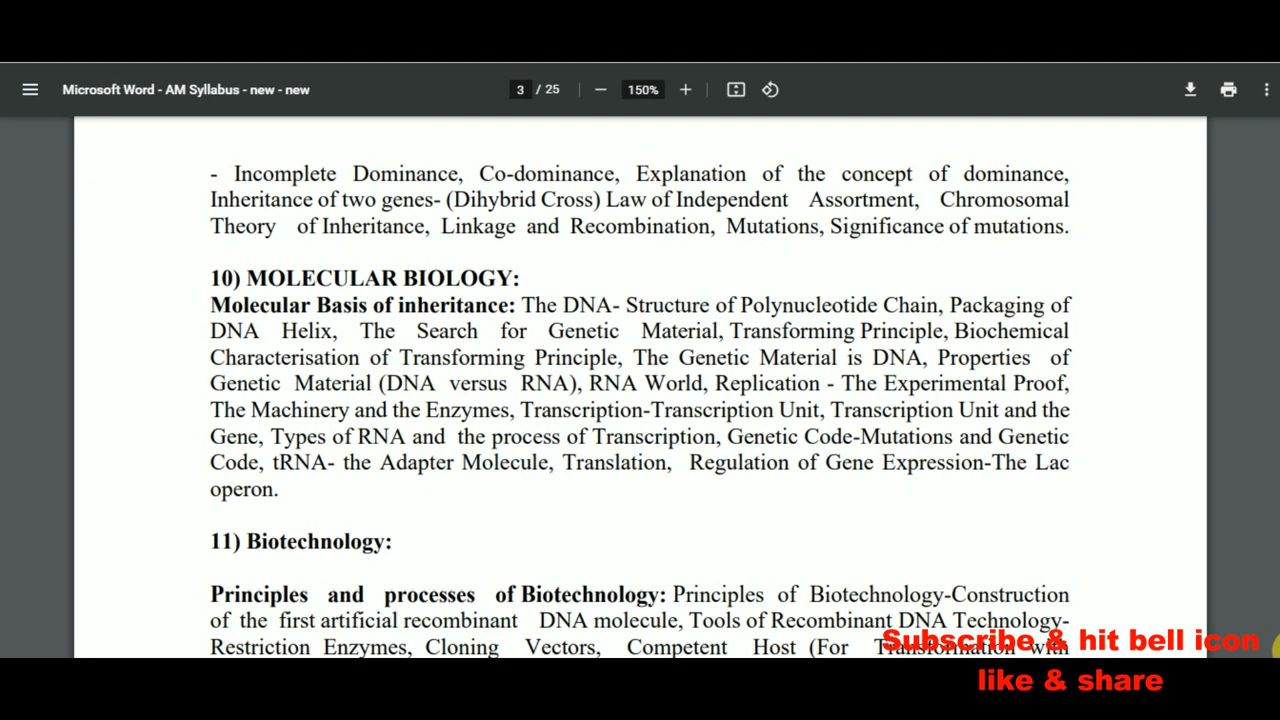 Microsoft Word - AM Syllabus - new - new
3 / 25
150%
- Incomplete Dominance, Co-dominance, Explanation of the concept of dominance,
Inheritance of two genes- (Dihybrid Cross) Law of Independent Assortment, Chromosomal
Theory of Inheritance, Linkage and Recombination, Mutations, Significance of mutations.
10) MOLECULAR BIOLOGY:
Molecular Basis of inheritance: The DNA- Structure of Polynucleotide Chain, Packaging of
DNA Helix, The Search for Genetic Material, Transforming Principle, Biochemical
Characterisation of Transforming Principle, The Genetic Material is DNA, Properties of
Genetic Material (DNA versus RNA), RNA World, Replication - The Experimental Proof,
The Machinery and the Enzymes, Transcription-Transcription Unit, Transcription Unit and the
Gene, Types of RNA and the process of Transcription, Genetic Code-Mutations and Genetic
Code, tRNA- the Adapter Molecule, Translation, Regulation of Gene Expression-The Lac
operon.
11) Biotechnology:
Principles and processes of Biotechnology: Principles of Biotechnology-Construction
of the first artificial recombinant DNA molecule, Tools of Recombinant DNA Technology-
Restriction Enzymes, Cloning Vectors, Competent Host (For Transformation with
Subscribe & hit bell icon
like & share